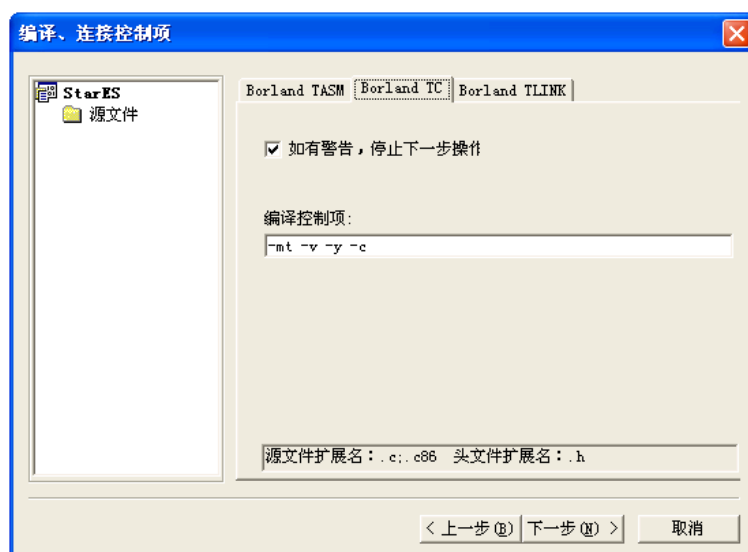 编译、连接控制项
StarES
源文件
Borland TASM Borland TC Borland TLINK
如有警告，停止下一步操作
编译控制项:
-mt -v -y -c
源文件扩展名：.c;.c86 头文件扩展名：.h
< 上一步(B) 下一步(N) > 取消